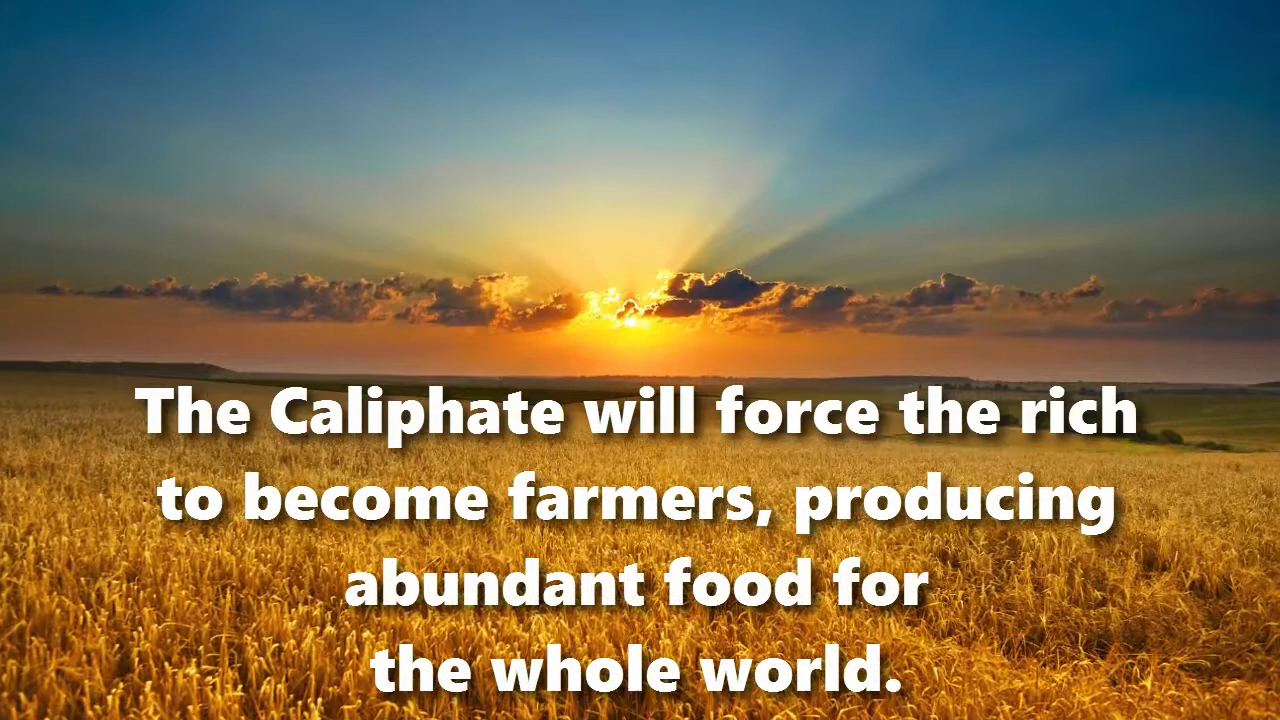 The Caliphate will force the rich
to become farmers, producing
abundant food for
the whole world.